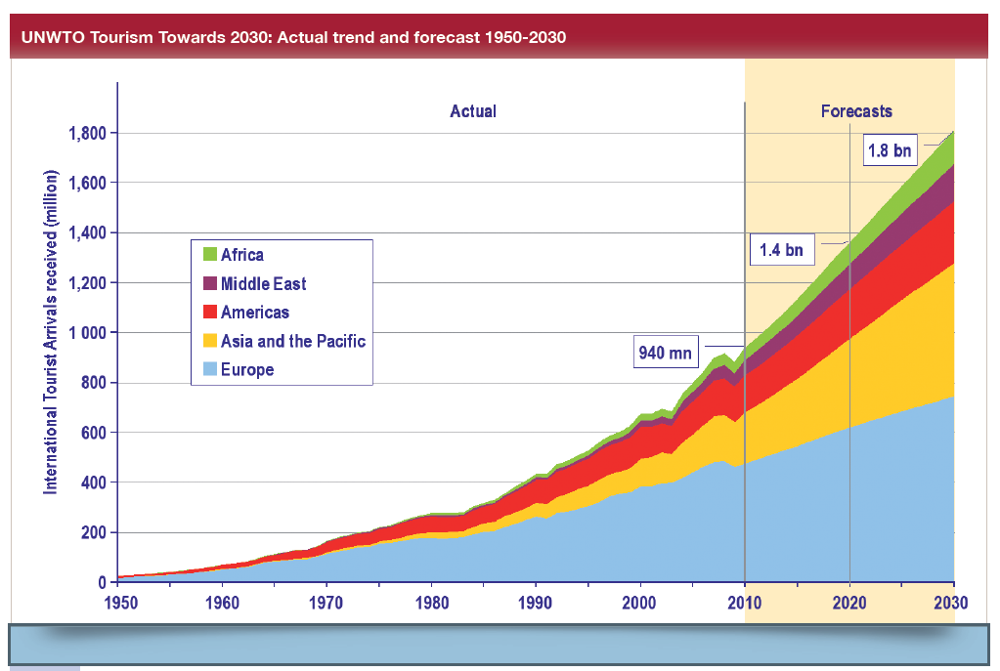 UNWTO Tourism Towards 2030: Actual trend and forecast 1950-2030
Actual
Forecasts
1,800
1,600
1,400
1,200
1 000
800
600
400
200
0
International Tourist Arrivals received (million)
1.8 bn
1.4 bn
940 mn
Africa
Middle East
Americas
Asia and the Pacific
Europe
1950 1960 1970 1980 1990 2000 2010 2020 2030